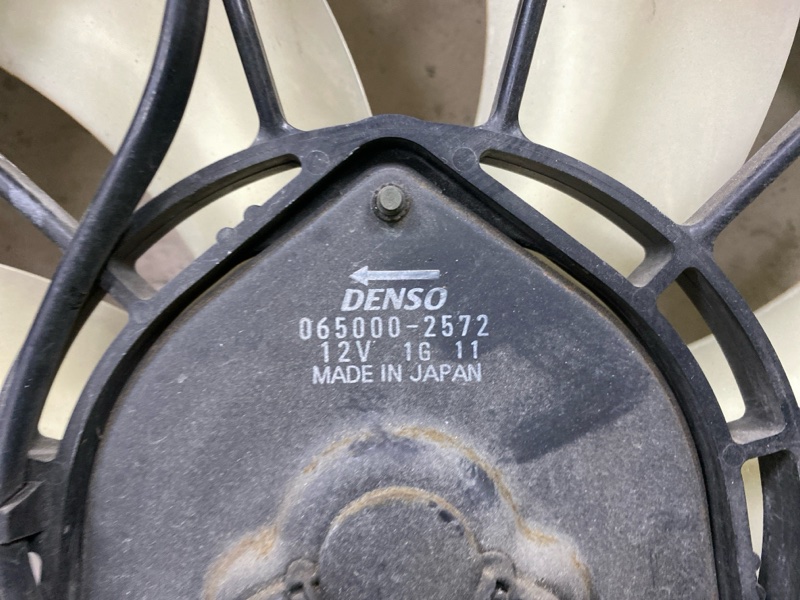 DENSO
065000-2572
12V 1G 11
MADE IN JAPAN